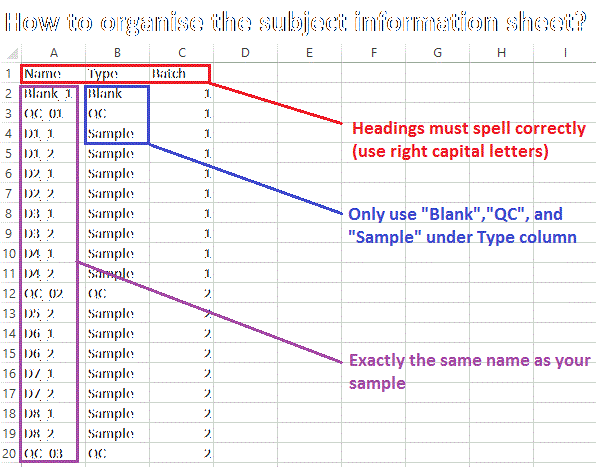 How to organise the subject information sheet?
A B C D E F G H I
1 Name Type Batch
2 Blank_1 Blank 1
3 QC_01 QC 1
4 D1_1 Sample 1
5 D1_2 Sample 1
6 D2_1 Sample 1
7 D2_2 Sample 1
8 D3_1 Sample 1
9 D3_2 Sample 1
10 D4_1 Sample 1
11 D4_2 Sample 1
12 QC_02 QC 2
13 D5_2 Sample 2
14 D6_1 Sample 2
15 D6_2 Sample 2
16 D7_1 Sample 2
17 D7_2 Sample 2
18 D8_1 Sample 2
19 D8_2 Sample 2
20 QC_03 QC 2
Headings must spell correctly
(use right capital letters)
Only use "Blank","QC", and
"Sample" under Type column
Exactly the same name as your
sample